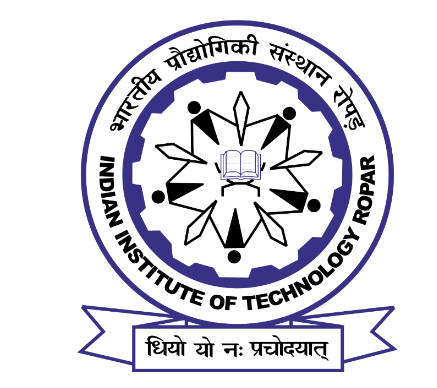 भारतीय प्रौद्योगिकी संस्थान रोपड़
INDIAN INSTITUTE OF TECHNOLOGY ROPAR
धियो यो नः प्रचोदयात्